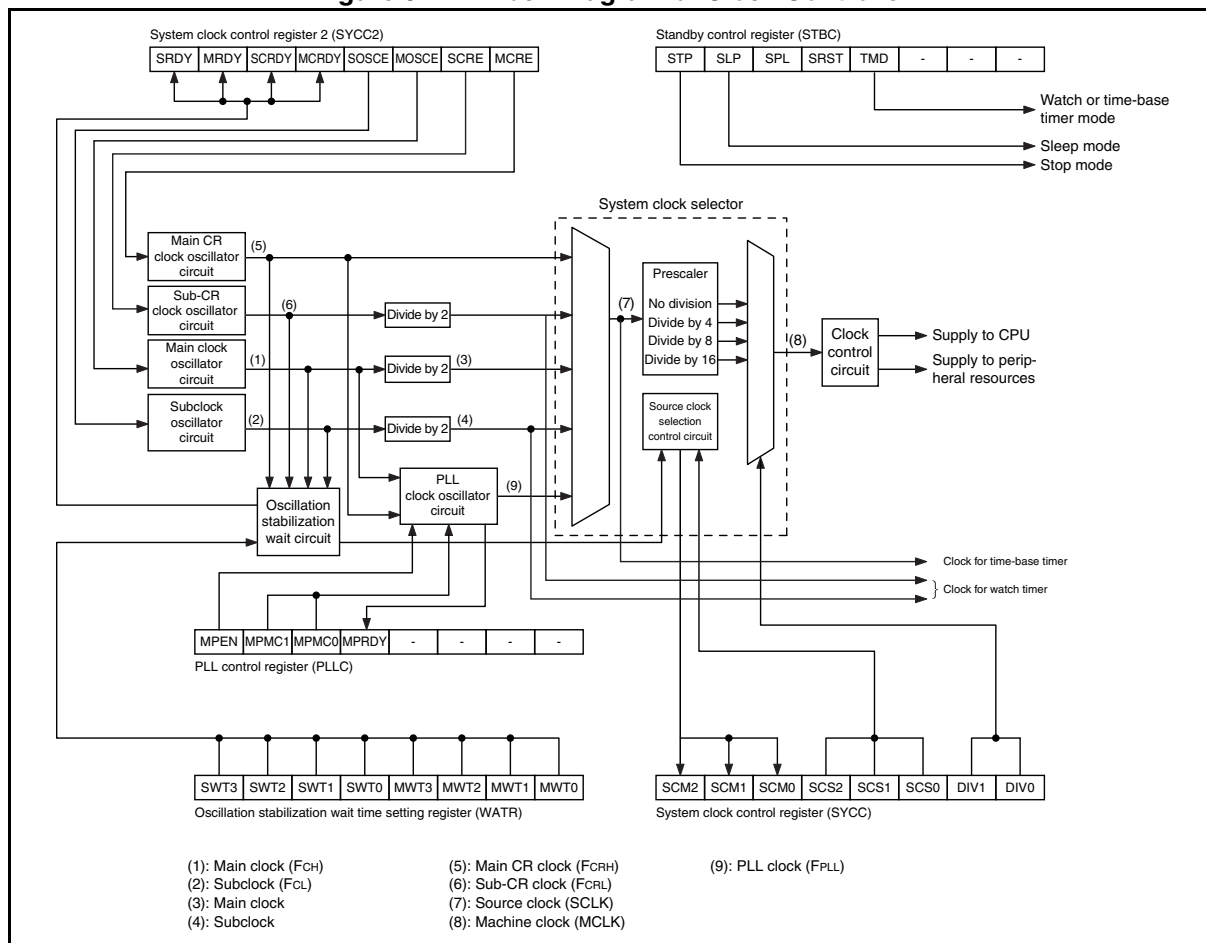 System clock control register 2 (SYCC2)
SRDY MRDY SCRDY MCRDY SOSCE MOSCE SCRE MCRE
Standby control register (STBC)
STP SLP SPL SRST TMD - - -
Watch or time-base
timer mode
Sleep mode
Stop mode
System clock selector
Main CR
clock oscillator
circuit
(5)
Sub-CR
clock oscillator
circuit
(6)
Divide by 2
Main clock
oscillator
circuit
(1)
Divide by 2
(3)
Subclock
oscillator
circuit
(2)
Divide by 2
(4)
(7)
Prescaler
No division
Divide by 4
Divide by 8
Divide by 16
(8)
Clock
control
circuit
Supply to CPU
Supply to perip-
heral resources
Source clock
selection
control circuit
Oscillation
stabilization
wait circuit
PLL
clock oscillator
circuit
(9)
Clock for time-base timer
} Clock for watch timer
MPEN MPMC1 MPMC0 MPRDY - - - -
PLL control register (PLLC)
SWT3 SWT2 SWT1 SWT0 MWT3 MWT2 MWT1 MWT0
Oscillation stabilization wait time setting register (WATR)
SCM2 SCM1 SCM0 SCS2 SCS1 SCS0 DIV1 DIV0
System clock control register (SYCC)
(1): Main clock (FCH)
(2): Subclock (FCL)
(3): Main clock
(4): Subclock
(5): Main CR clock (FCRH)
(6): Sub-CR clock (FCRL)
(7): Source clock (SCLK)
(8): Machine clock (MCLK)
(9): PLL clock (FPLL)